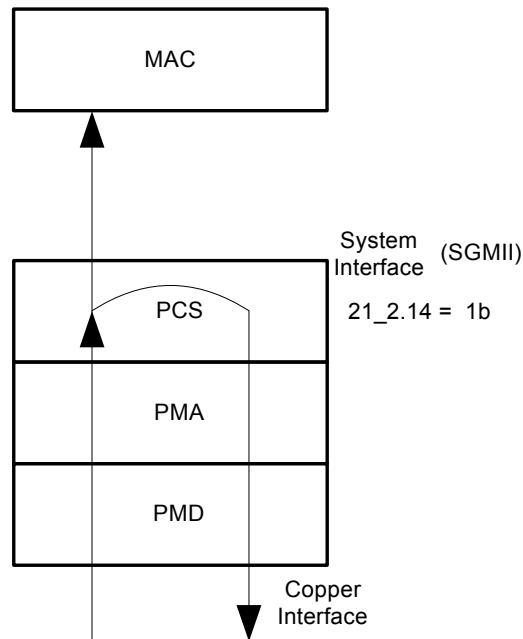 MAC
System
Interface
(SGMII)
PCS
21_2.14 = 1b
PMA
PMD
Copper
Interface